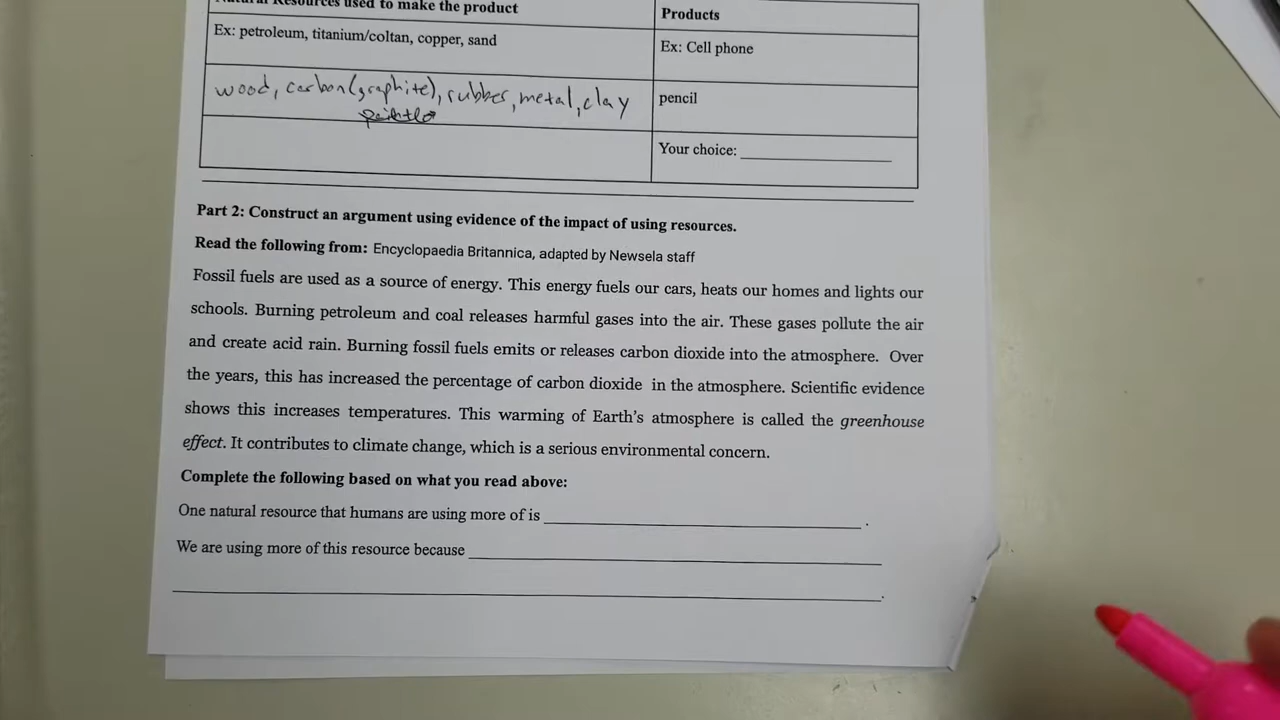 Natural Resources used to make the product
Products
Ex: petroleum, titanium/coltan, copper, sand
Ex: Cell phone
wood, carbon(graphite), rubber, metal, clay
pencil
Your choice: ____________________
Part 2: Construct an argument using evidence of the impact of using resources.
Read the following from: Encyclopaedia Britannica, adapted by Newsela staff
Fossil fuels are used as a source of energy. This energy fuels our cars, heats our homes and lights our
schools. Burning petroleum and coal releases harmful gases into the air. These gases pollute the air
and create acid rain. Burning fossil fuels emits or releases carbon dioxide into the atmosphere. Over
the years, this has increased the percentage of carbon dioxide in the atmosphere. Scientific evidence
shows this increases temperatures. This warming of Earth's atmosphere is called the greenhouse
effect. It contributes to climate change, which is a serious environmental concern.
Complete the following based on what you read above:
One natural resource that humans are using more of is ____________________.
We are using more of this resource because ____________________
____________________.